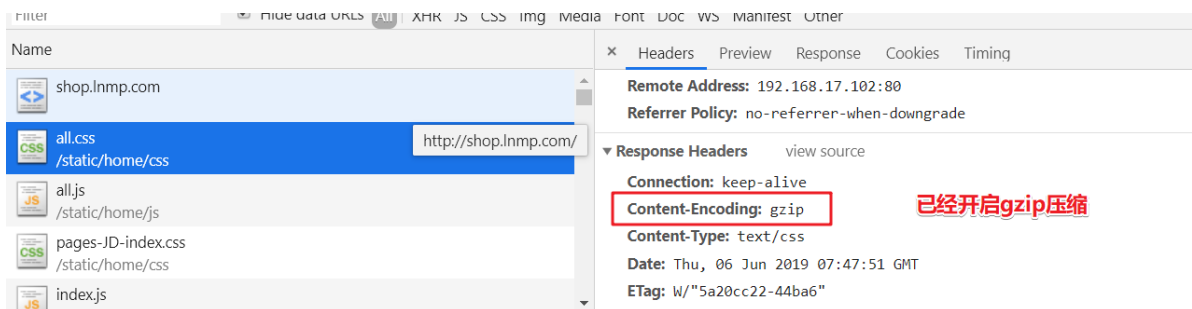 Filter Hide data URLs All XHR JS CSS Img Media Font Doc WS Manifest Other
Name
× Headers Preview Response Cookies Timing
shop.lnmp.com
all.css
/static/home/css
http://shop.lnmp.com/
all.js
/static/home/js
pages-JD-index.css
/static/home/css
index.js
Remote Address: 192.168.17.102:80
Referrer Policy: no-referrer-when-downgrade
▼ Response Headers view source
Connection: keep-alive
Content-Encoding: gzip
已经开启gzip压缩
Content-Type: text/css
Date: Thu, 06 Jun 2019 07:47:51 GMT
ETag: W/"5a20cc22-44ba6"